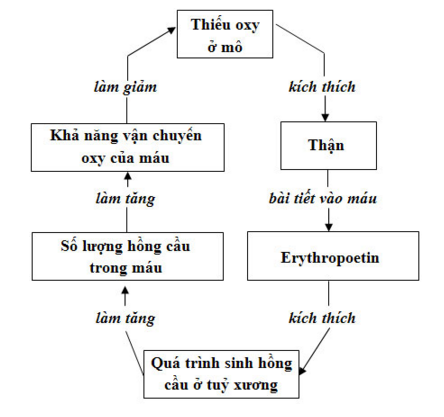 Thiếu oxy
ở mô
làm giảm
kích thích
Khả năng vận chuyển
oxy của máu
Thận
làm tăng
bài tiết vào máu
Số lượng hồng cầu
trong máu
Erythropoetin
làm tăng
kích thích
Quá trình sinh hồng
cầu ở tuỷ xương